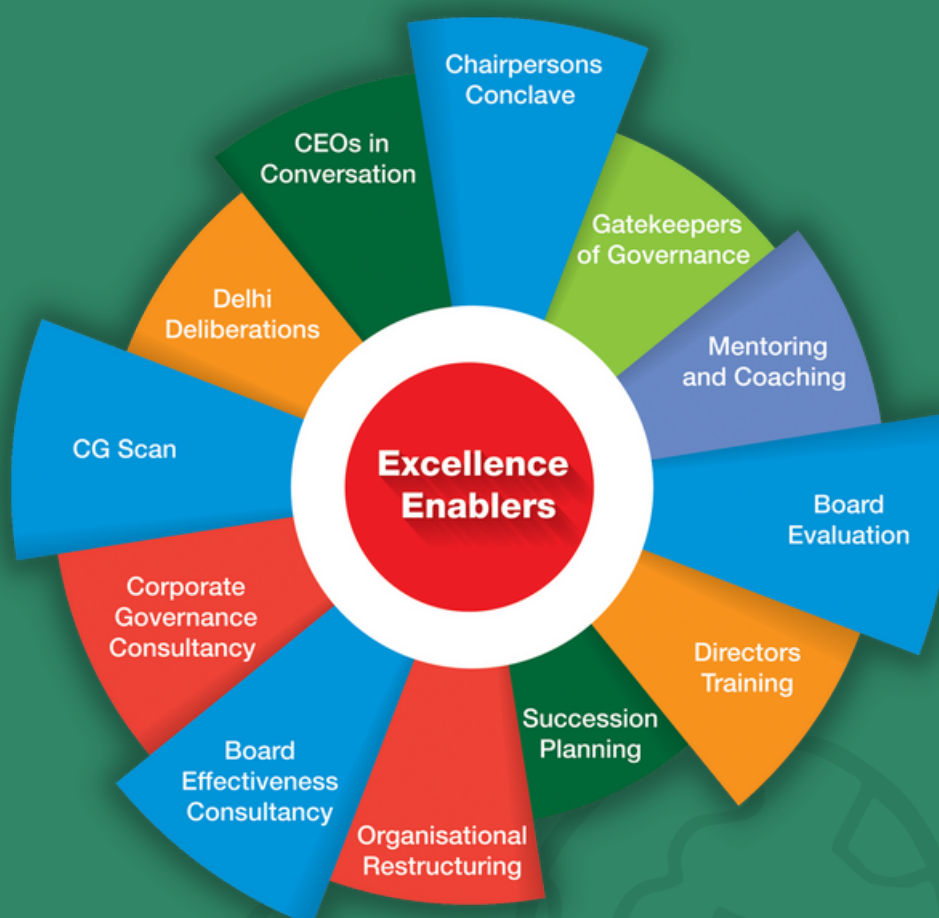 Chairpersons
Conclave
Gatekeepers
of Governance
Mentoring
and Coaching
Board
Evaluation
Directors
Training
Succession
Planning
Organisational
Restructuring
Board
Effectiveness
Consultancy
Corporate
Governance
Consultancy
CG Scan
Delhi
Deliberations
CEOs in
Conversation
Excellence
Enablers